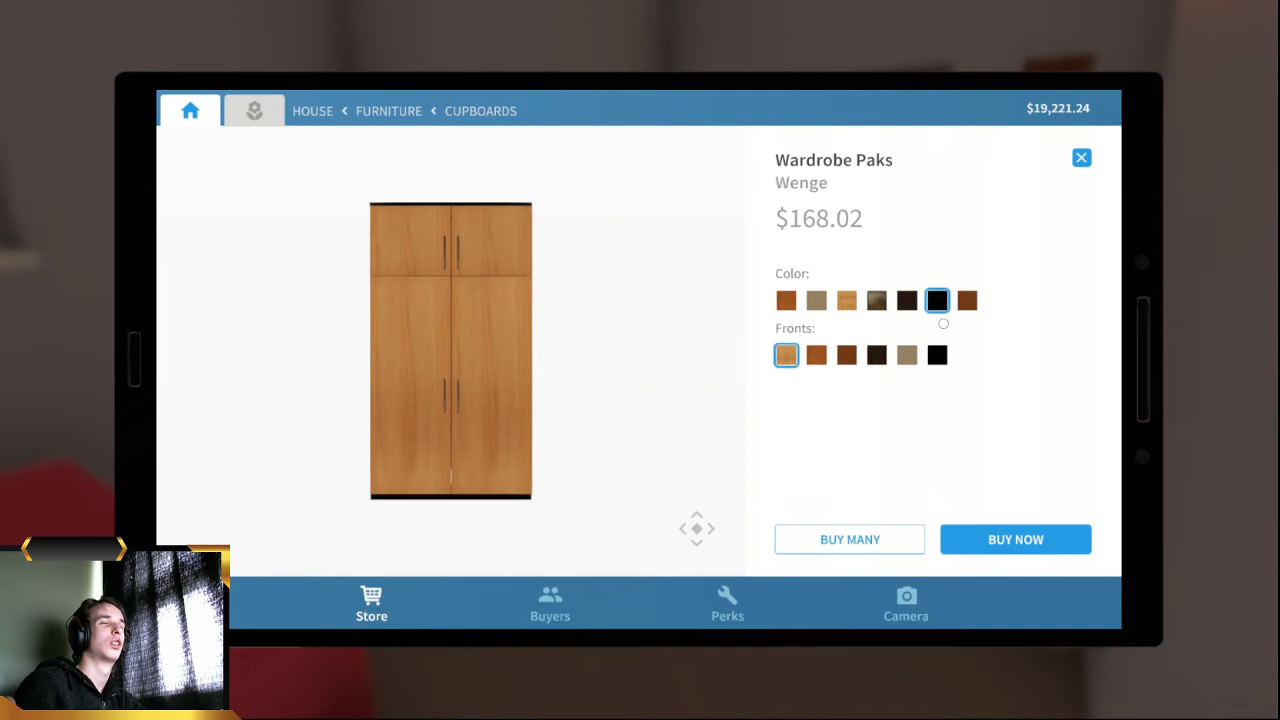 HOUSE < FURNITURE < CUPBOARDS
$19,221.24
Wardrobe Paks
Wenge
$168.02
Color:
Fronts:
BUY MANY
BUY NOW
Store
Buyers
Perks
Camera